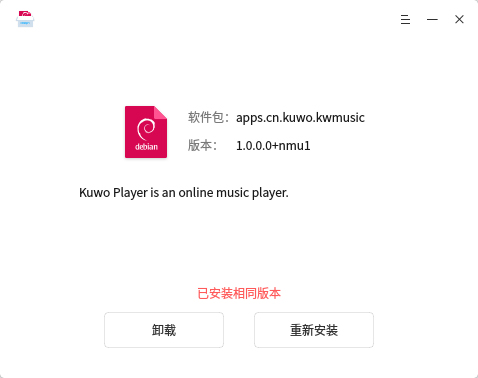 debian
软件包： apps.cn.kuwo.kwmusic
版本： 1.0.0.0+nmu1
Kuwo Player is an online music player.
已安装相同版本
卸载
重新安装